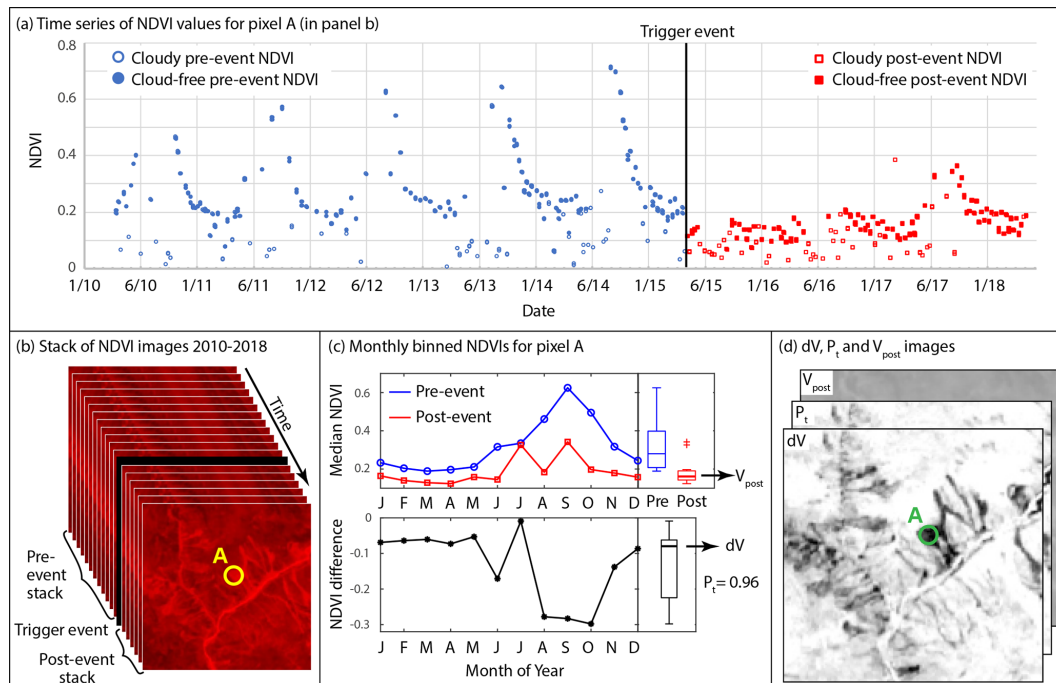 (a) Time series of NDVI values for pixel A (in panel b)
Trigger event
Cloudy pre-event NDVI
Cloud-free pre-event NDVI
Cloudy post-event NDVI
Cloud-free post-event NDVI
NDVI
0.8
0.6
0.4
0.2
0
1/10 6/10 1/11 6/11 1/12 6/12 1/13 6/13 1/14 6/14 1/15 6/15 1/16 6/16 1/17 6/17 1/18
Date
(b) Stack of NDVI images 2010-2018
Time
A
Pre-
event
stack
Trigger event
Post-event
stack
(c) Monthly binned NDVIs for pixel A
Median NDVI
0.6
0.4
0.2
Pre-event
Post-event
J F M A M J J A S O N D
Pre Post
Vpost
NDVI difference
0
-0.1
-0.2
-0.3
dV
Pt= 0.96
J F M A M J J A S O N D
Month of Year
(d) dV, Pt and Vpost images
Vpost
Pt
dV
A